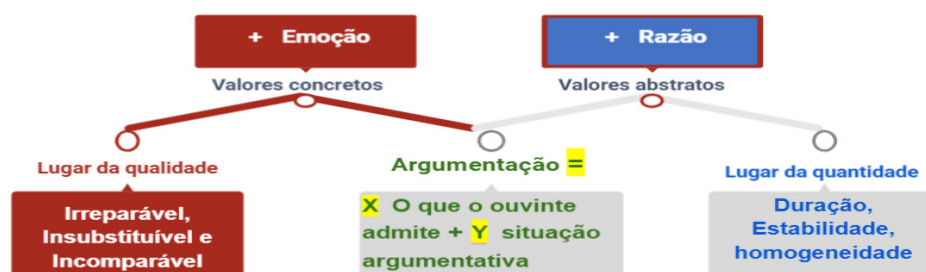 + Emoção
+ Razão
Valores concretos
Valores abstratos
Lugar da qualidade
Argumentação =
Lugar da quantidade
Irreparável,
Insubstituível e
Incomparável
X O que o ouvinte
admite + Y situação
argumentativa
Duração,
Estabilidade,
homogeneidade